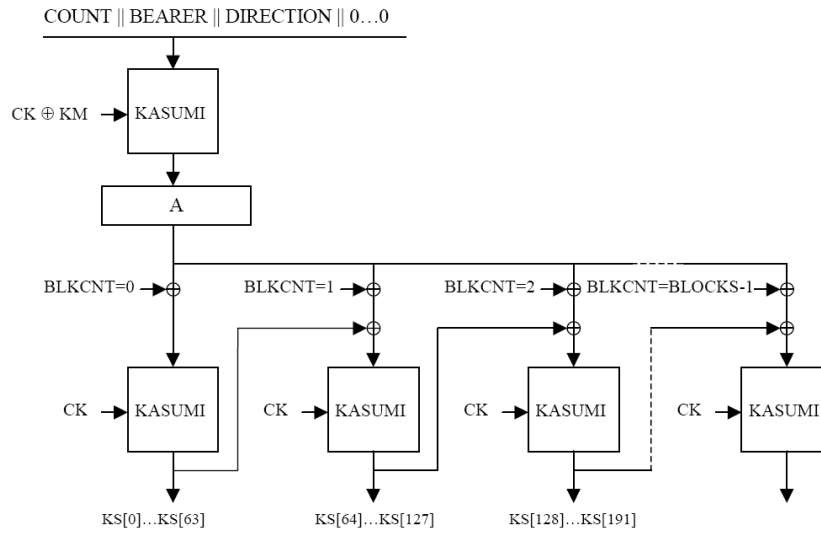 COUNT || BEARER || DIRECTION || 0…0
CK ⊕ KM
KASUMI
A
BLKCNT=0
BLKCNT=1
BLKCNT=2
BLKCNT=BLOCKS-1
CK
KASUMI
CK
KASUMI
CK
KASUMI
CK
KASUMI
KS[0]…KS[63]
KS[64]…KS[127]
KS[128]…KS[191]